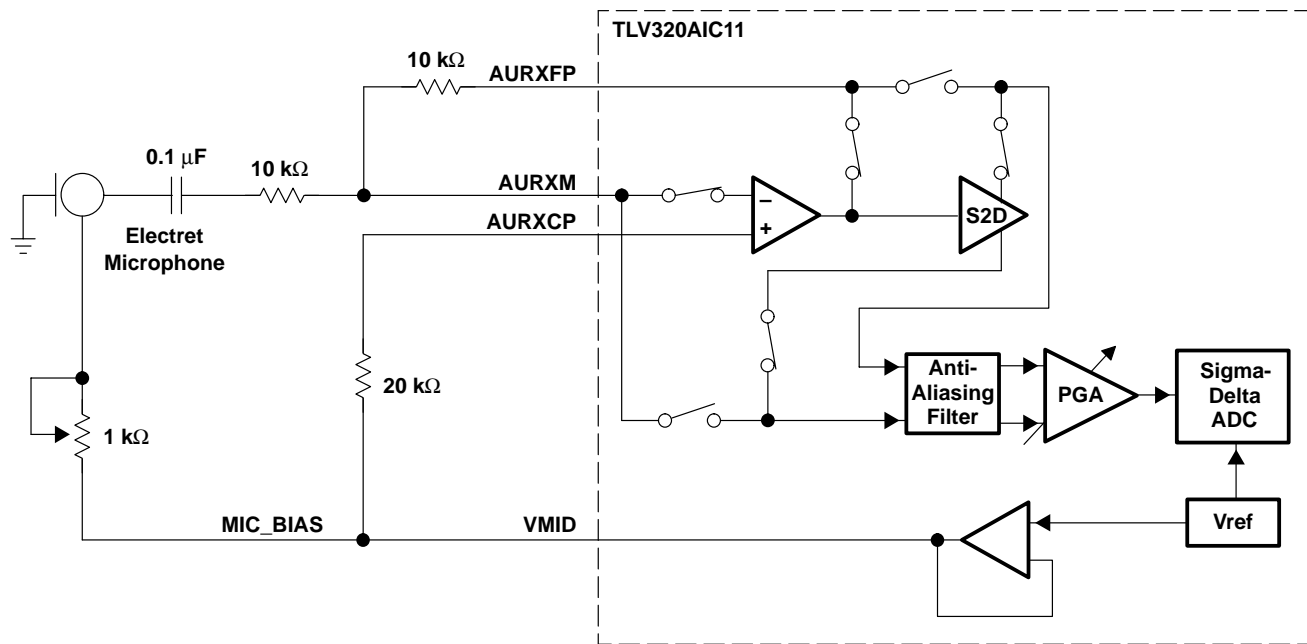 TLV320AIC11
10 kΩ
AURXFP
0.1 μF
10 kΩ
AURXM
AURXCP
Electret
Microphone
−
+
S2D
20 kΩ
1 kΩ
Anti-
Aliasing
Filter
PGA
Sigma-
Delta
ADC
MIC_BIAS
VMID
Vref